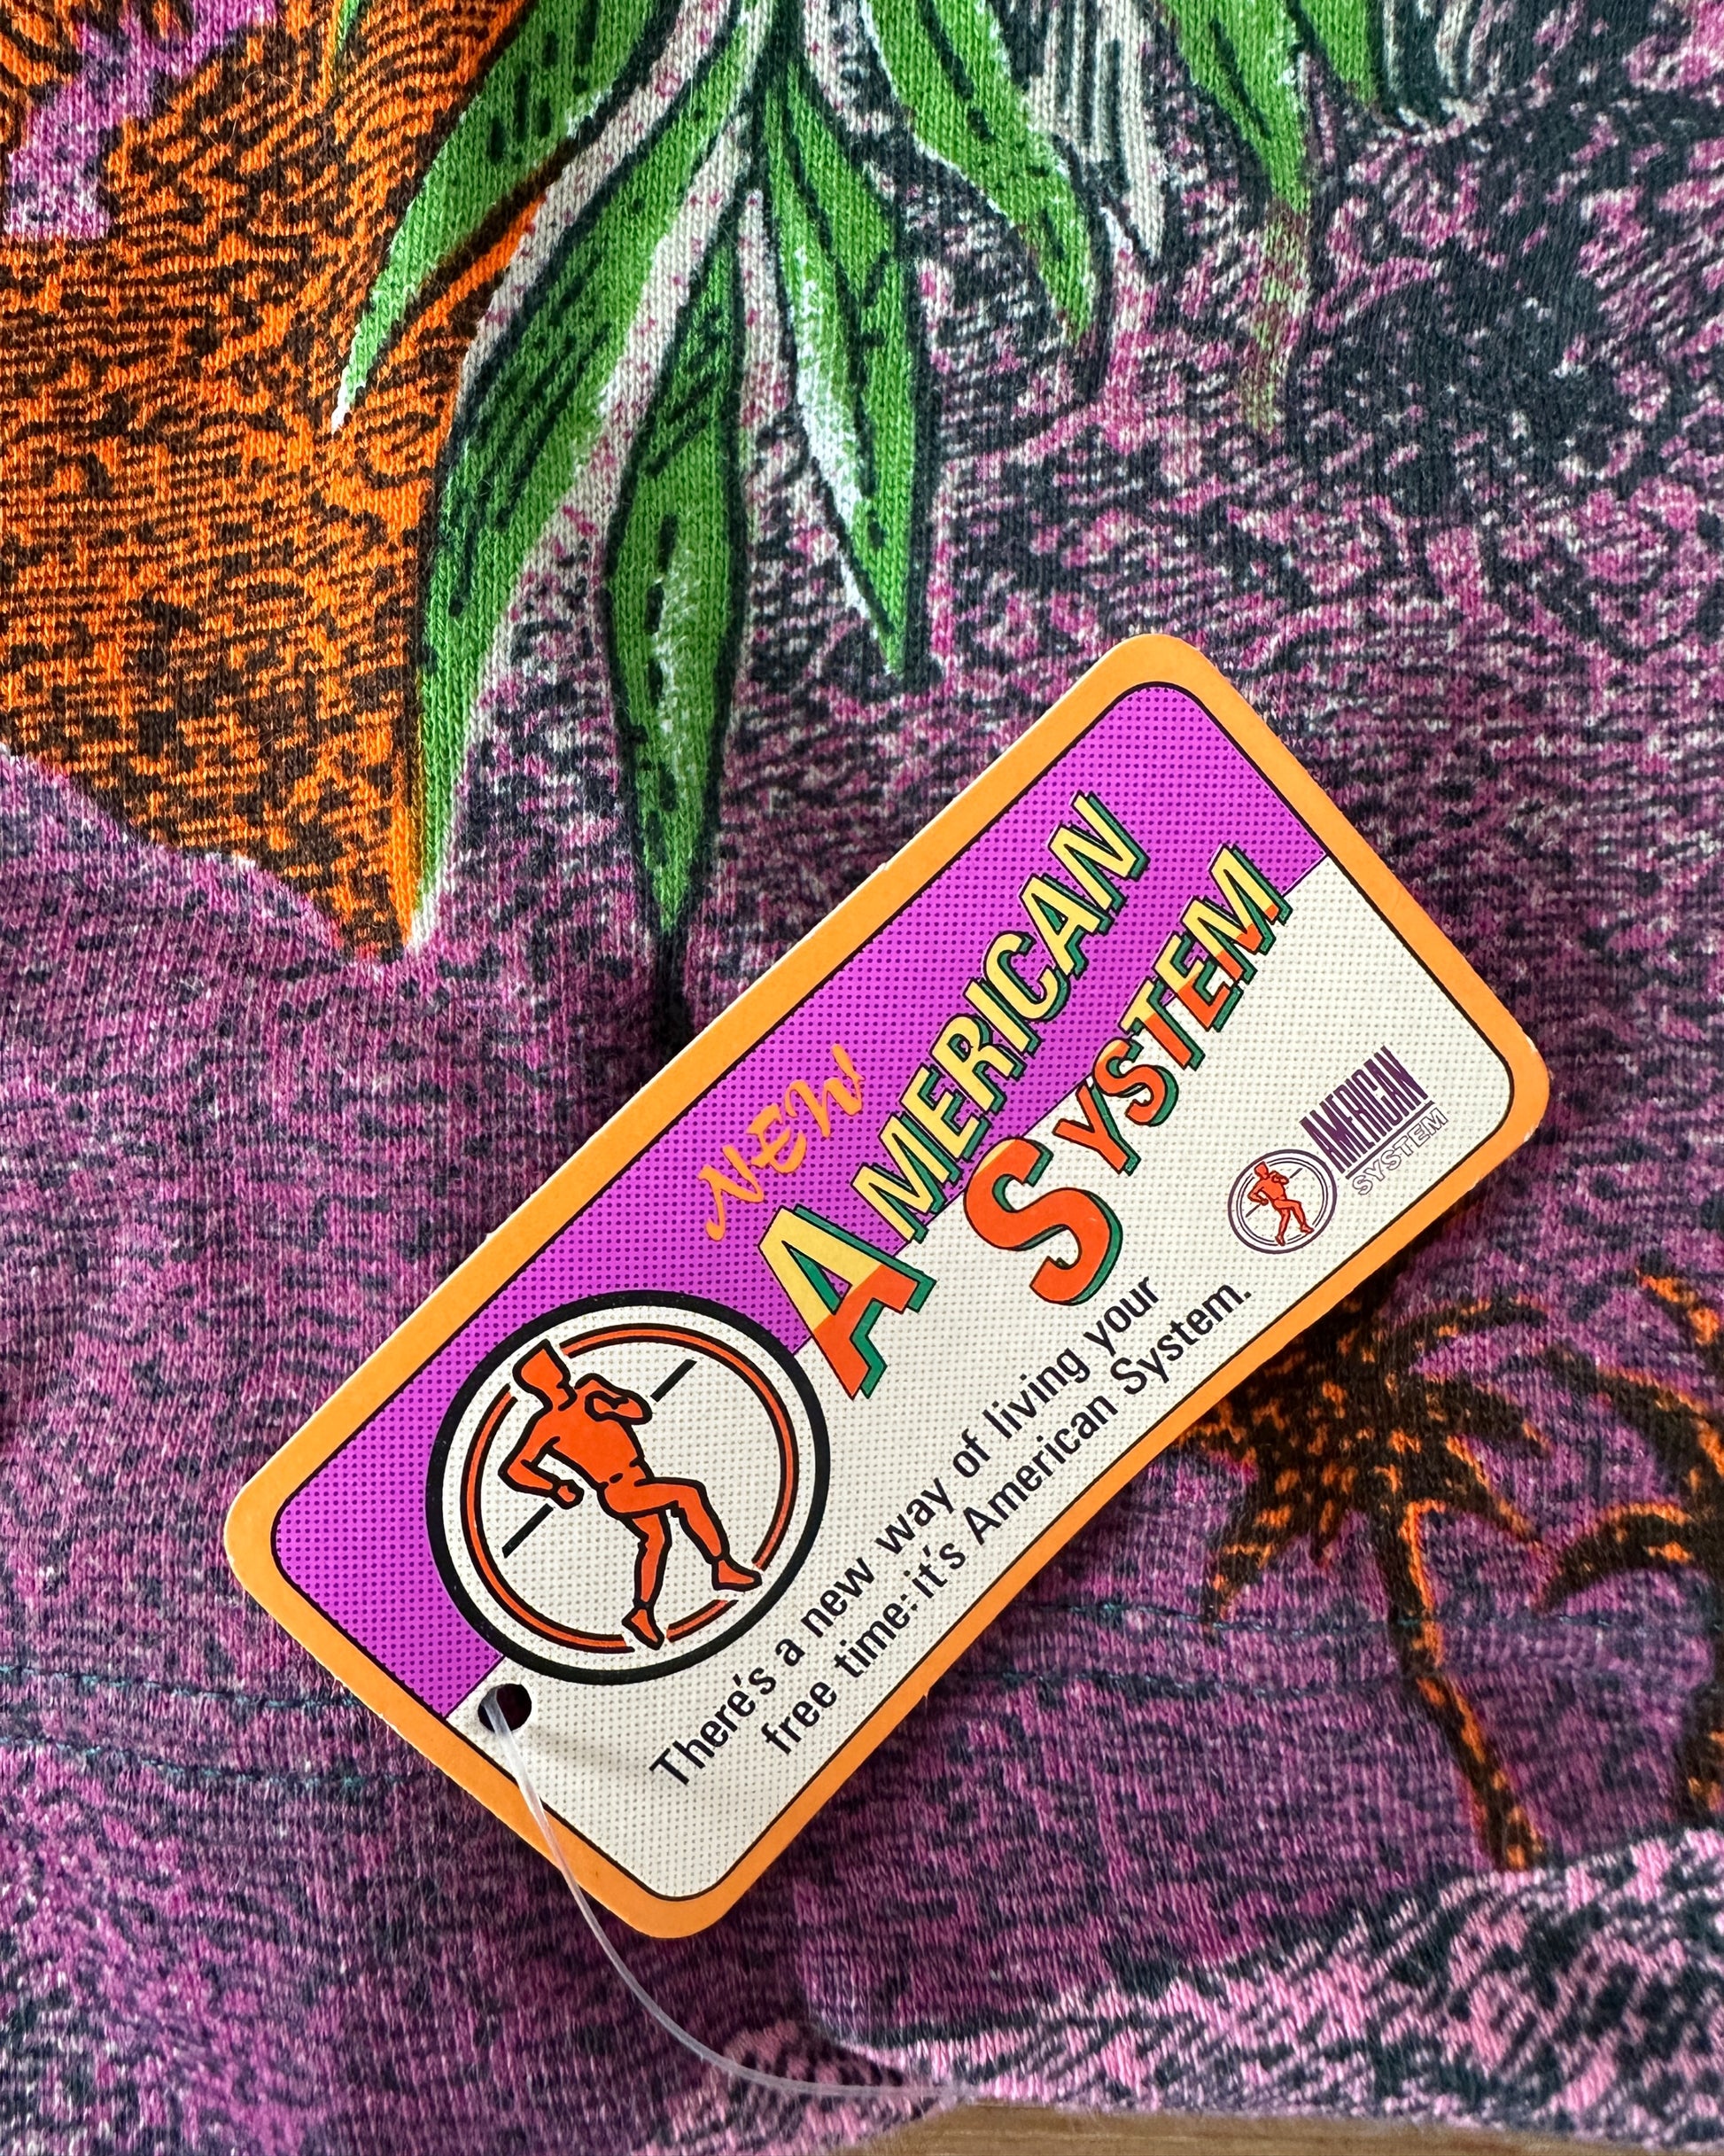 NEW
AMERICAN
SYSTEM
AMERICAN
SYSTEM
There's a new way of living your
free time: it's American System.